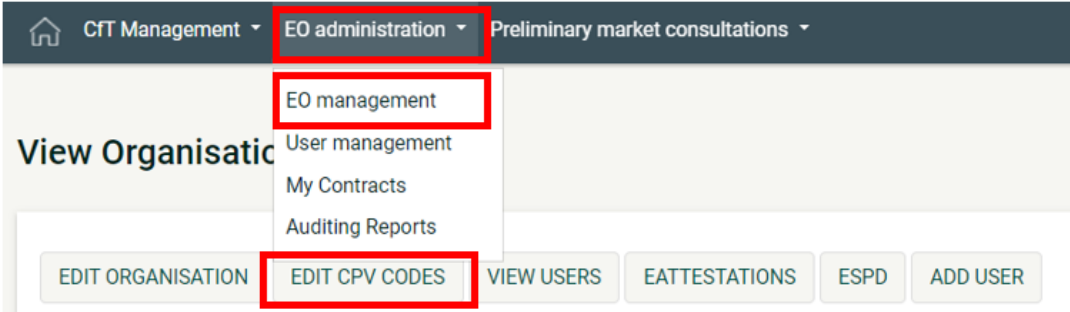 CfT Management EO administration Preliminary market consultations
EO management
User management
View Organisatio
My Contracts
Auditing Reports
EDIT ORGANISATION EDIT CPV CODES VIEW USERS EATTESTATIONS ESPD ADD USER